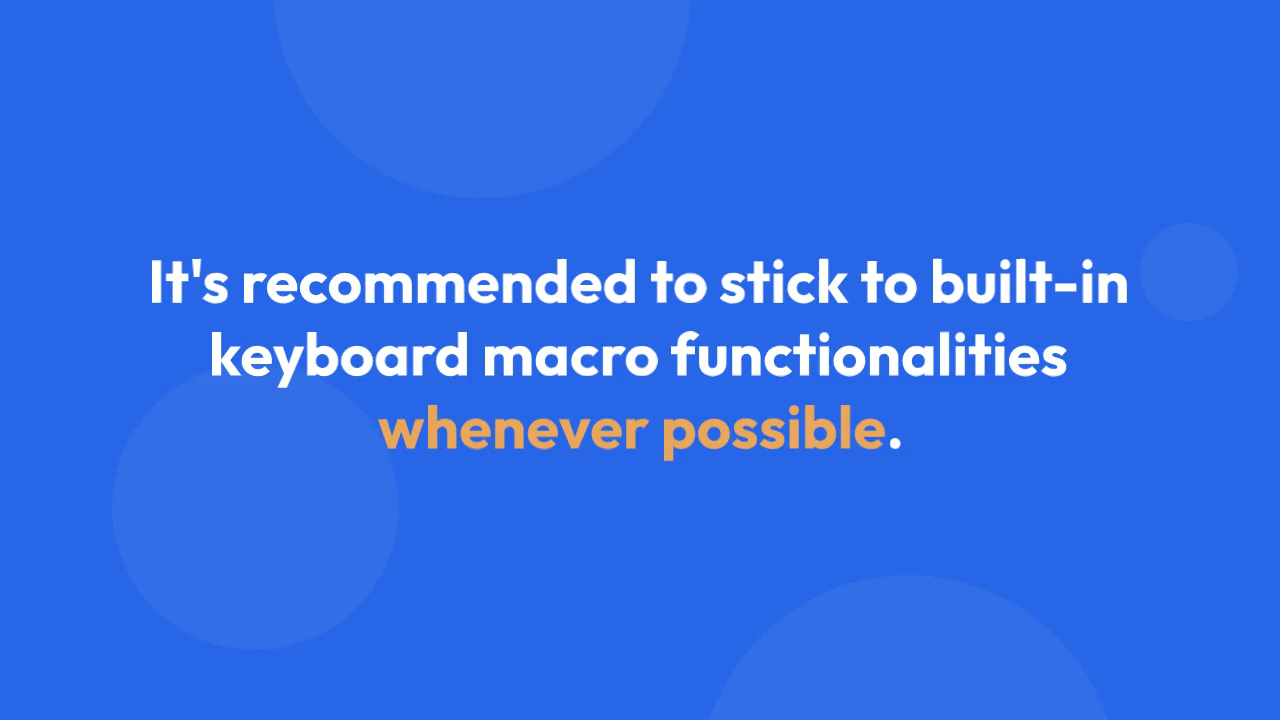 It's recommended to stick to built-in
keyboard macro functionalities
whenever possible.